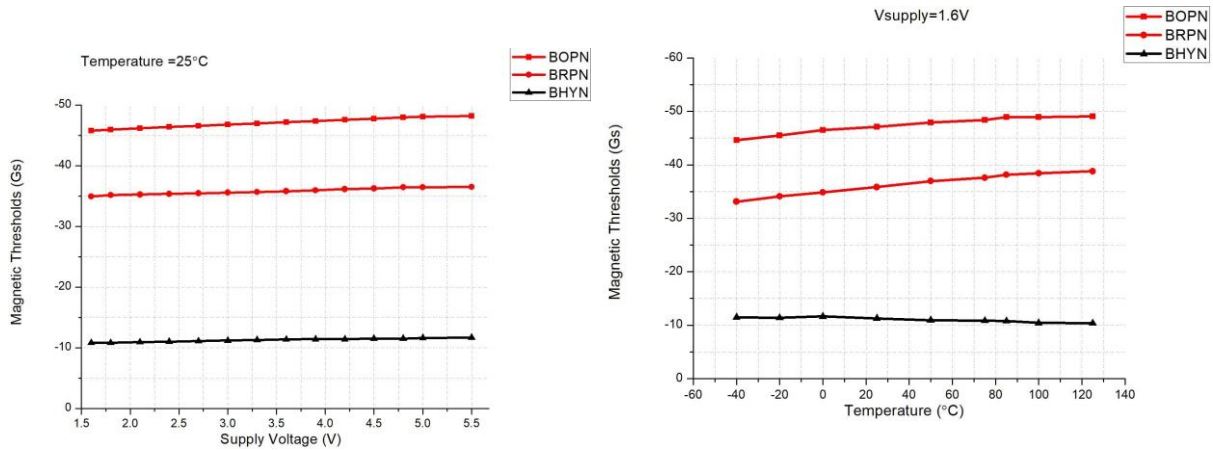 Temperature =25°C
BOPN
BRPN
BHYN
Magnetic Thresholds (Gs)
-50
-40
-30
-20
-10
0
1.5 2.0 2.5 3.0 3.5 4.0 4.5 5.0 5.5
Supply Voltage (V)
Vsupply=1.6V
BOPN
BRPN
BHYN
Magnetic Thresholds (Gs)
-60
-50
-40
-30
-20
-10
0
-60 -40 -20 0 20 40 60 80 100 120 140
Temperature (°C)